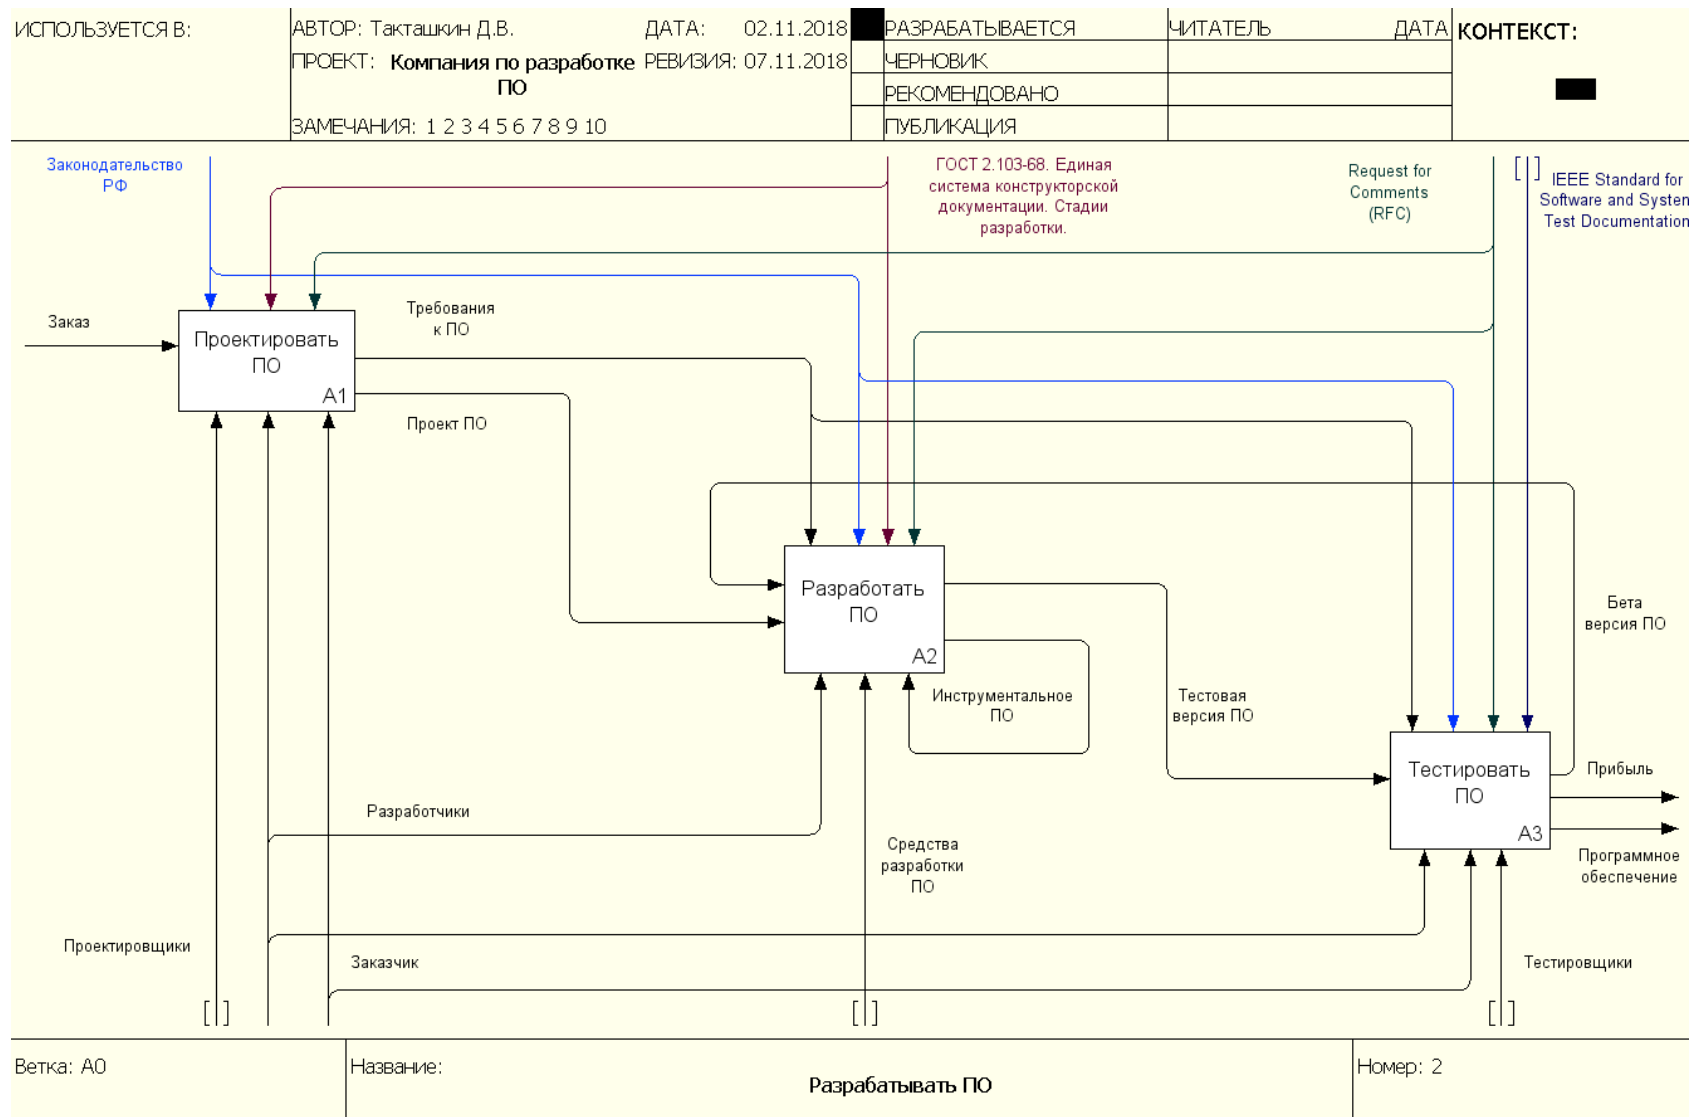 ИСПОЛЬЗУЕТСЯ В:
АВТОР: Такташкин Д.В.
ДАТА: 02.11.2018
ПРОЕКТ: Компания по разработке
ПО
РЕВИЗИЯ: 07.11.2018
ЗАМЕЧАНИЯ: 1 2 3 4 5 6 7 8 9 10
РАЗРАБАТЫВАЕТСЯ
ЧЕРНОВИК
РЕКОМЕНДОВАНО
ПУБЛИКАЦИЯ
ЧИТАТЕЛЬ
ДАТА
КОНТЕКСТ:
Законодательство
РФ
ГОСТ 2.103-68. Единая
система конструкторской
документации. Стадии
разработки.
Request for
Comments
(RFC)
IEEE Standard for
Software and System
Test Documentation
Заказ
Проектировать
ПО
A1
Требования
к ПО
Проект ПО
Разработать
ПО
A2
Инструментальное
ПО
Тестовая
версия ПО
Бета
версия ПО
Тестировать
ПО
A3
Прибыль
Программное
обеспечение
Разработчики
Средства
разработки
ПО
Проектировщики
Заказчик
Тестировщики
Ветка: A0
Название:
Разрабатывать ПО
Номер: 2